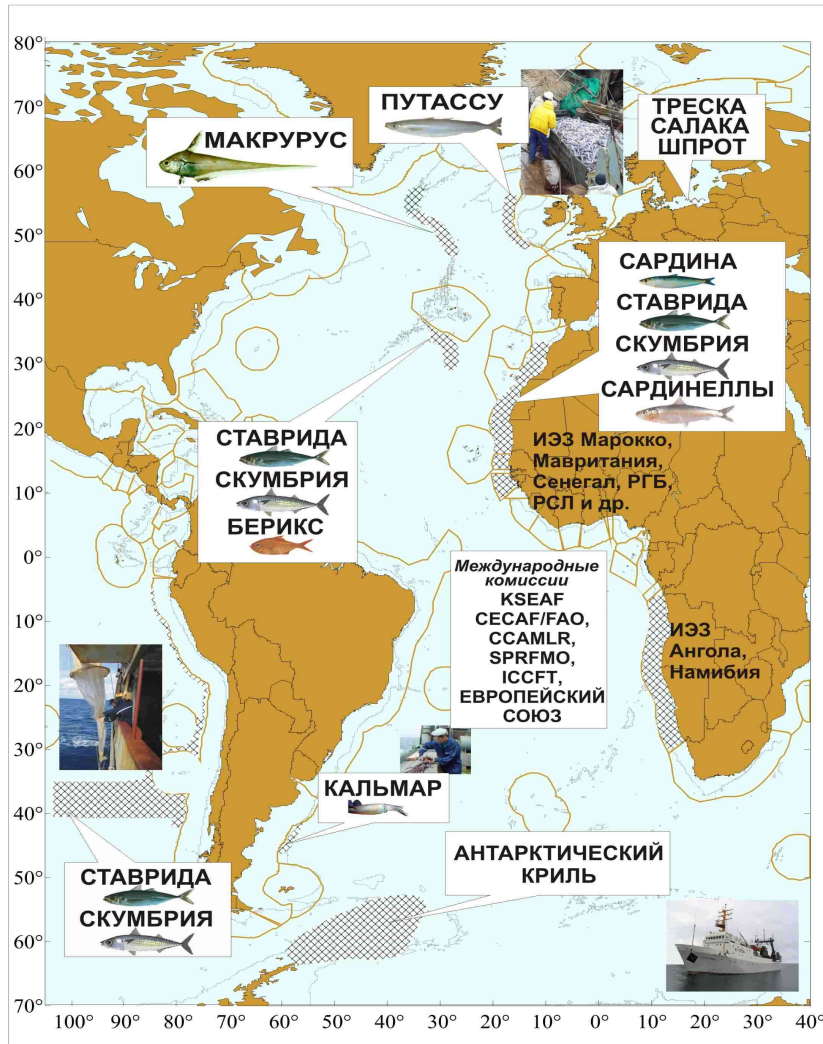 80°
70°
60°
50°
40°
30°
20°
10°
0°
10°
20°
30°
40°
50°
60°
70°
ПУТАССУ
МАКРУРУС
ТРЕСКА
САЛАКА
ШПРОТ
САРДИНА
СТАВРИДА
СКУМБРИЯ
САРДИНЕЛЛЫ
СТАВРИДА
СКУМБРИЯ
БЕРИКС
ИЭЗ Марокко,
Мавритания,
Сенегал, РГБ,
РСЛ и др.
Международные
комиссии
KSEAF
CECAF/FAO,
CCAMLR,
SPRFMO,
ICCFT,
ЕВРОПЕЙСКИЙ
СОЮЗ
ИЭЗ
Ангола,
Намибия
КАЛЬМАР
СТАВРИДА
СКУМБРИЯ
АНТАРКТИЧЕСКИЙ
КРИЛЬ
100° 90° 80° 70° 60° 50° 40° 30° 20° 10° 0° 10° 20° 30° 40°